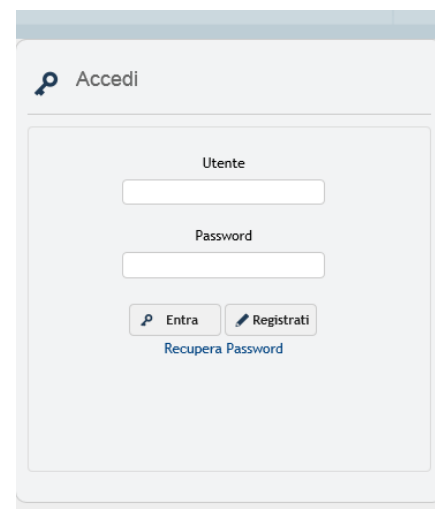 Accedi
Utente
Password
Entra
Registrati
Recupera Password